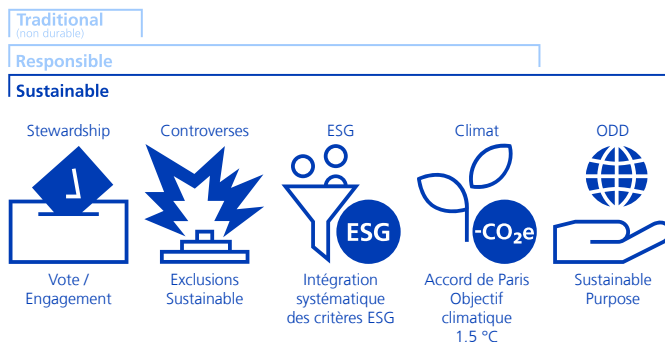 Traditional
(non durable)
Responsible
Sustainable
Stewardship
Controverses
ESG
Climat
ODD
ESG
-CO₂e
Vote /
Engagement
Exclusions
Sustainable
Intégration
systématique
des critères ESG
Accord de Paris
Objectif
climatique
1.5 °C
Sustainable
Purpose